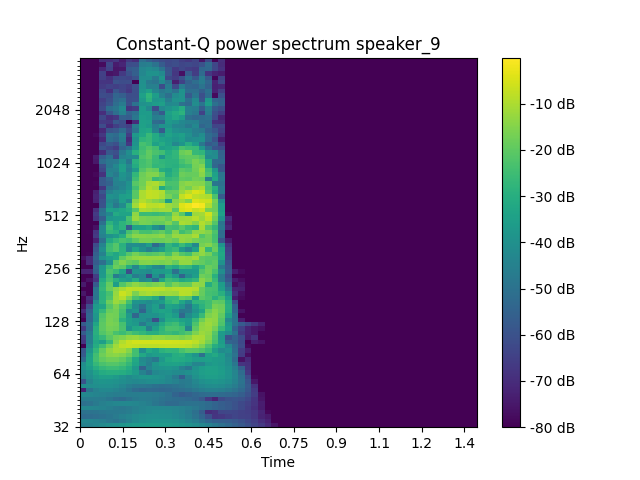 Constant-Q power spectrum speaker_9
Hz
2048
1024
512
256
128
64
32
0 0.15 0.3 0.45 0.6 0.75 0.9 1.1 1.2 1.4
Time
-10 dB
-20 dB
-30 dB
-40 dB
-50 dB
-60 dB
-70 dB
-80 dB